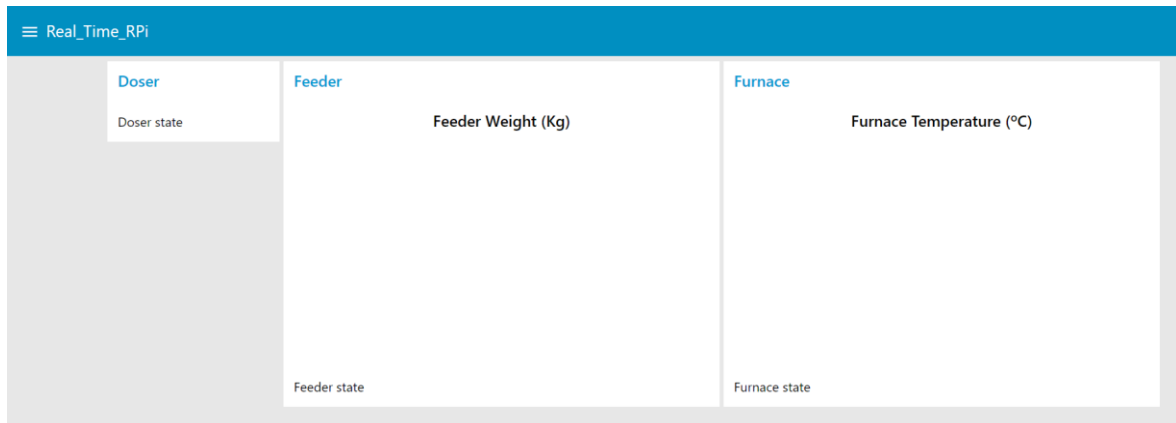 Real_Time_RPi
Doser
Doser state
Feeder
Feeder Weight (Kg)
Feeder state
Furnace
Furnace Temperature (ºC)
Furnace state